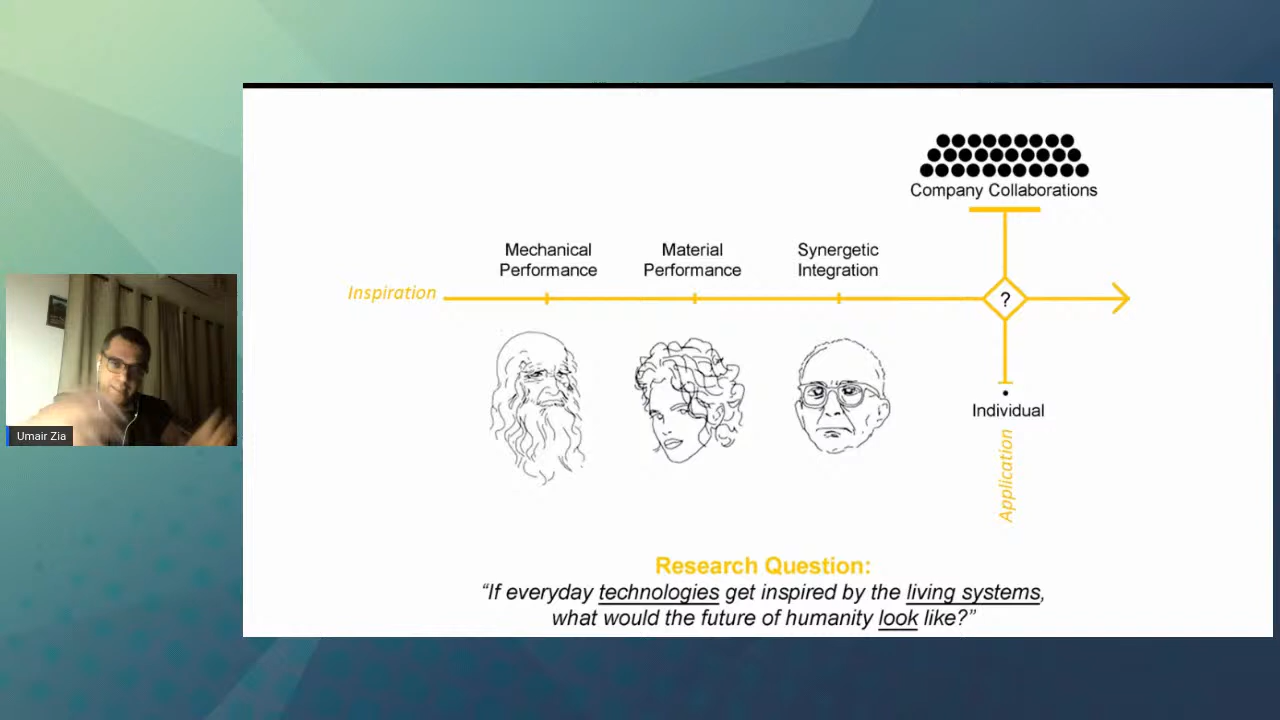 Company Collaborations
Mechanical
Performance
Material
Performance
Synergetic
Integration
Inspiration
?
Individual
Application
Umair Zia
Research Question:
“If everyday technologies get inspired by the living systems,
what would the future of humanity look like?”